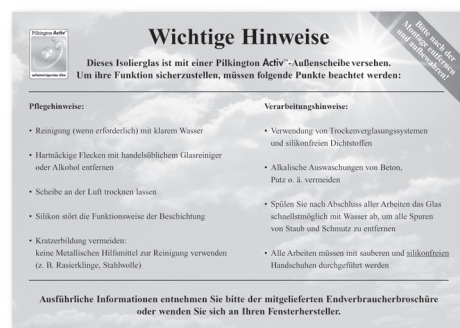 Pilkington Activ™
selbstreinigendes Glas
Wichtige Hinweise
Bitte nach der
Montage entfernen
und aufbewahren!
Dieses Isolierglas ist mit einer Pilkington Activ™-Außenscheibe versehen.
Um ihre Funktion sicherzustellen, müssen folgende Punkte beachtet werden:
Pflegehinweise:
• Reinigung (wenn erforderlich) mit klarem Wasser
• Hartnäckige Flecken mit handelsüblichem Glasreiniger
oder Alkohol entfernen
• Scheibe an der Luft trocknen lassen
• Silikon stört die Funktionsweise der Beschichtung
• Kratzerbildung vermeiden:
keine Metallischen Hilfsmittel zur Reinigung verwenden
(z. B. Rasierklinge, Stahlwolle)
Verarbeitungshinweise:
• Verwendung von Trockenverglasungssystemen
und silikonfreien Dichtstoffen
• Alkalische Auswaschungen von Beton,
Putz o. ä. vermeiden
• Spülen Sie nach Abschluss aller Arbeiten das Glas
schnellstmöglich mit Wasser ab, um alle Spuren
von Staub und Schmutz zu entfernen
• Alle Arbeiten müssen mit sauberen und silikonfreien
Handschuhen durchgeführt werden
Ausführliche Informationen entnehmen Sie bitte der mitgelieferten Endverbraucherbroschüre
oder wenden Sie sich an Ihren Fensterhersteller.